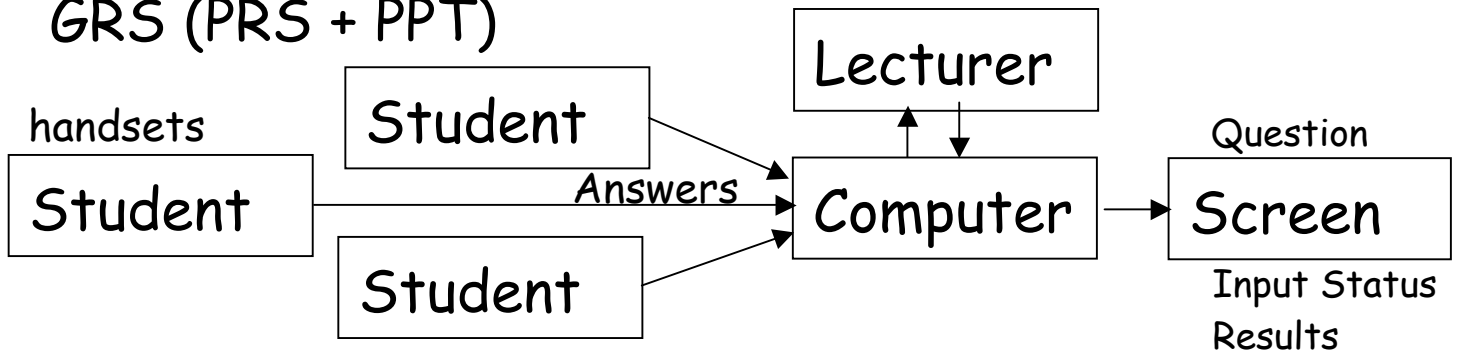 GRS (PRS + PPT)
Lecturer
Student
handsets
Question
Student
Answers
Computer
Screen
Student
Input Status
Results